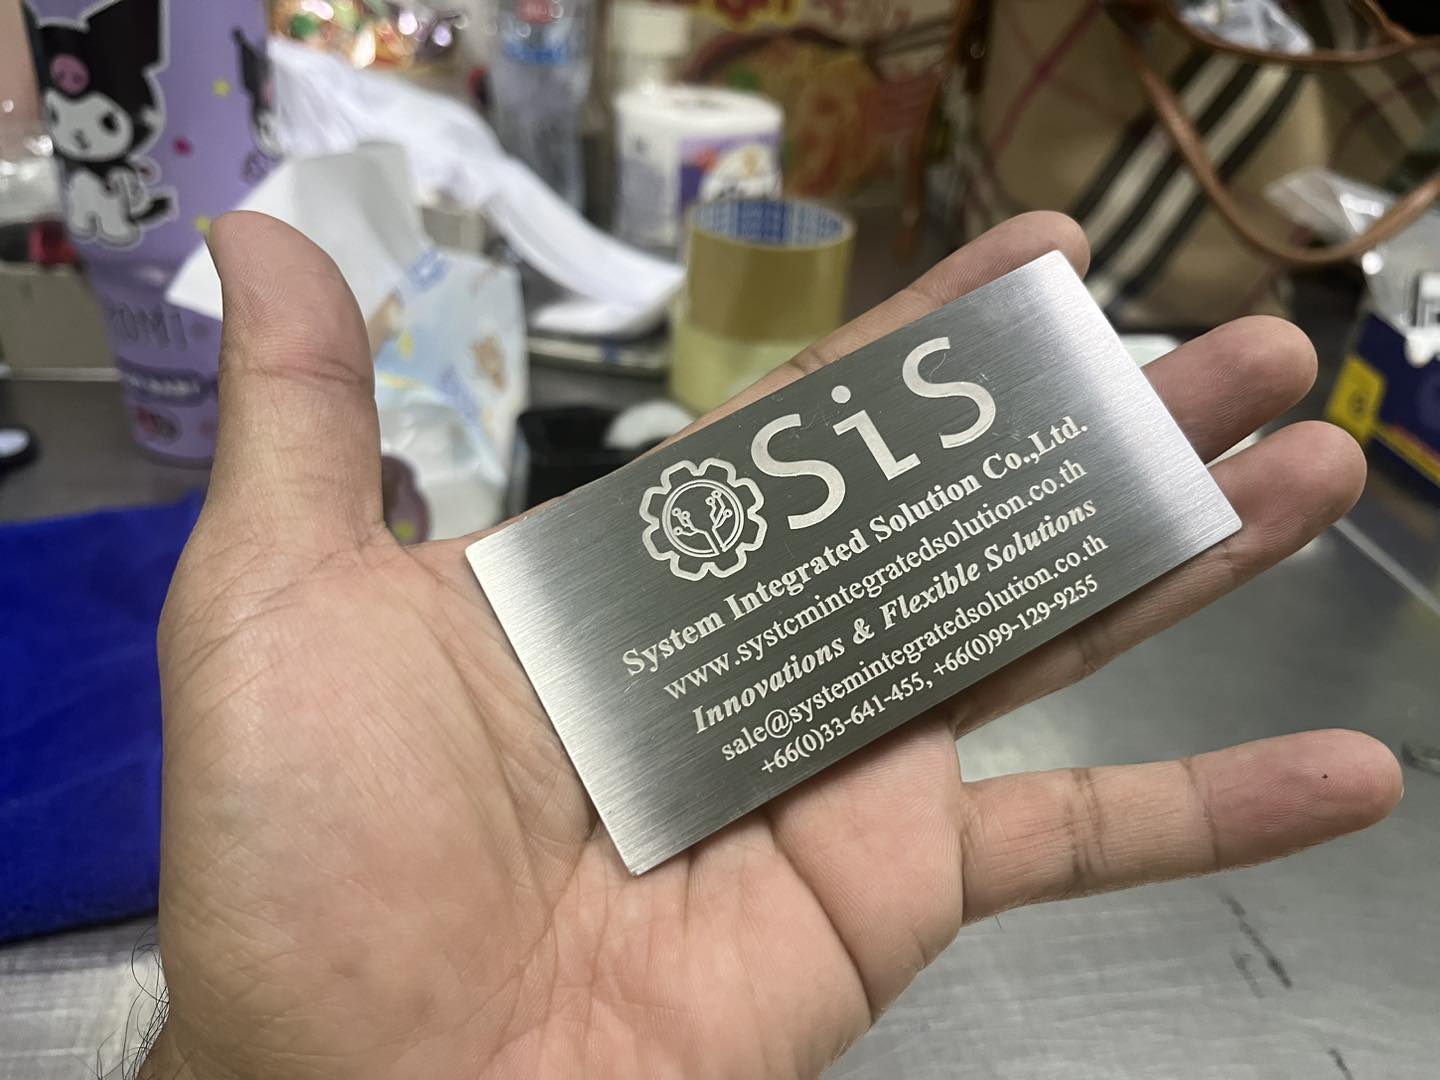 SiS
System Integrated Solution Co.,Ltd.
www.systemintegratedsolution.co.th
Innovations & Flexible Solutions
sale@systemintegratedsolution.co.th
+66(0)33-641-455, +66(0)99-129-9255